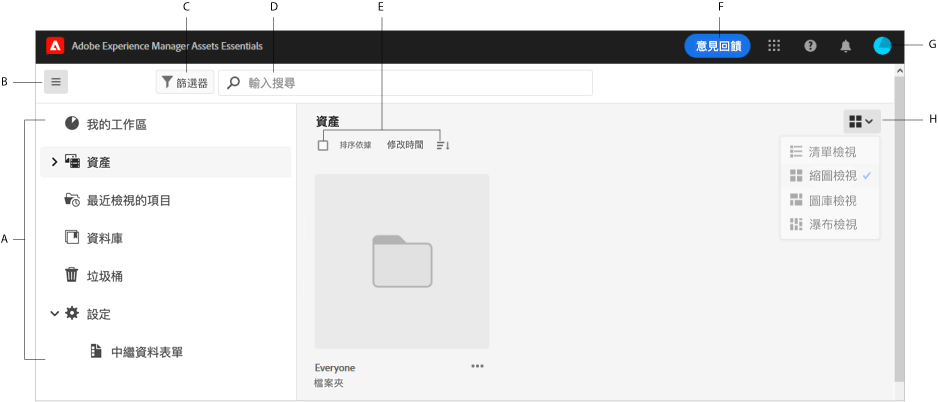 C
D
E
F
Adobe Experience Manager Assets Essentials
意見回饋
G
B
篩選器
輸入搜尋
A
我的工作區
資產
最近檢視的項目
資料庫
垃圾桶
設定
中繼資料表單
資產
H
排序依據
修改時間
清單檢視
縮圖檢視
圖庫檢視
瀑布檢視
Everyone
檔案夾